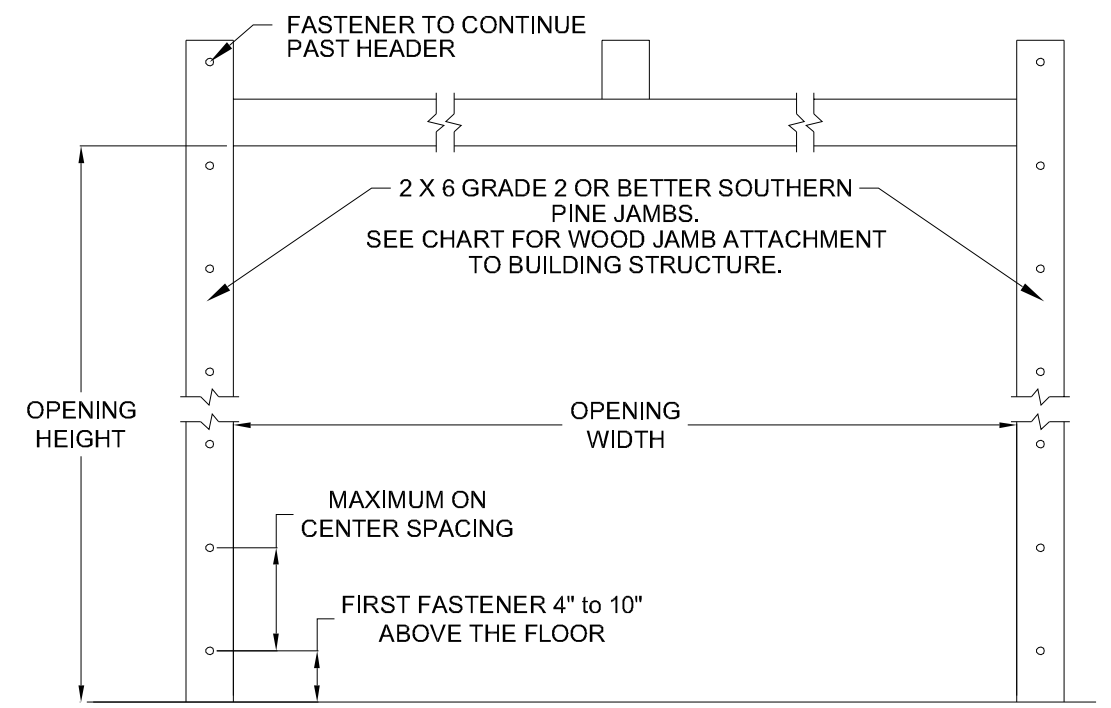 FASTENER TO CONTINUE
PAST HEADER
2 X 6 GRADE 2 OR BETTER SOUTHERN
PINE JAMBS.
SEE CHART FOR WOOD JAMB ATTACHMENT
TO BUILDING STRUCTURE.
OPENING
HEIGHT
OPENING
WIDTH
MAXIMUM ON
CENTER SPACING
FIRST FASTENER 4" to 10"
ABOVE THE FLOOR